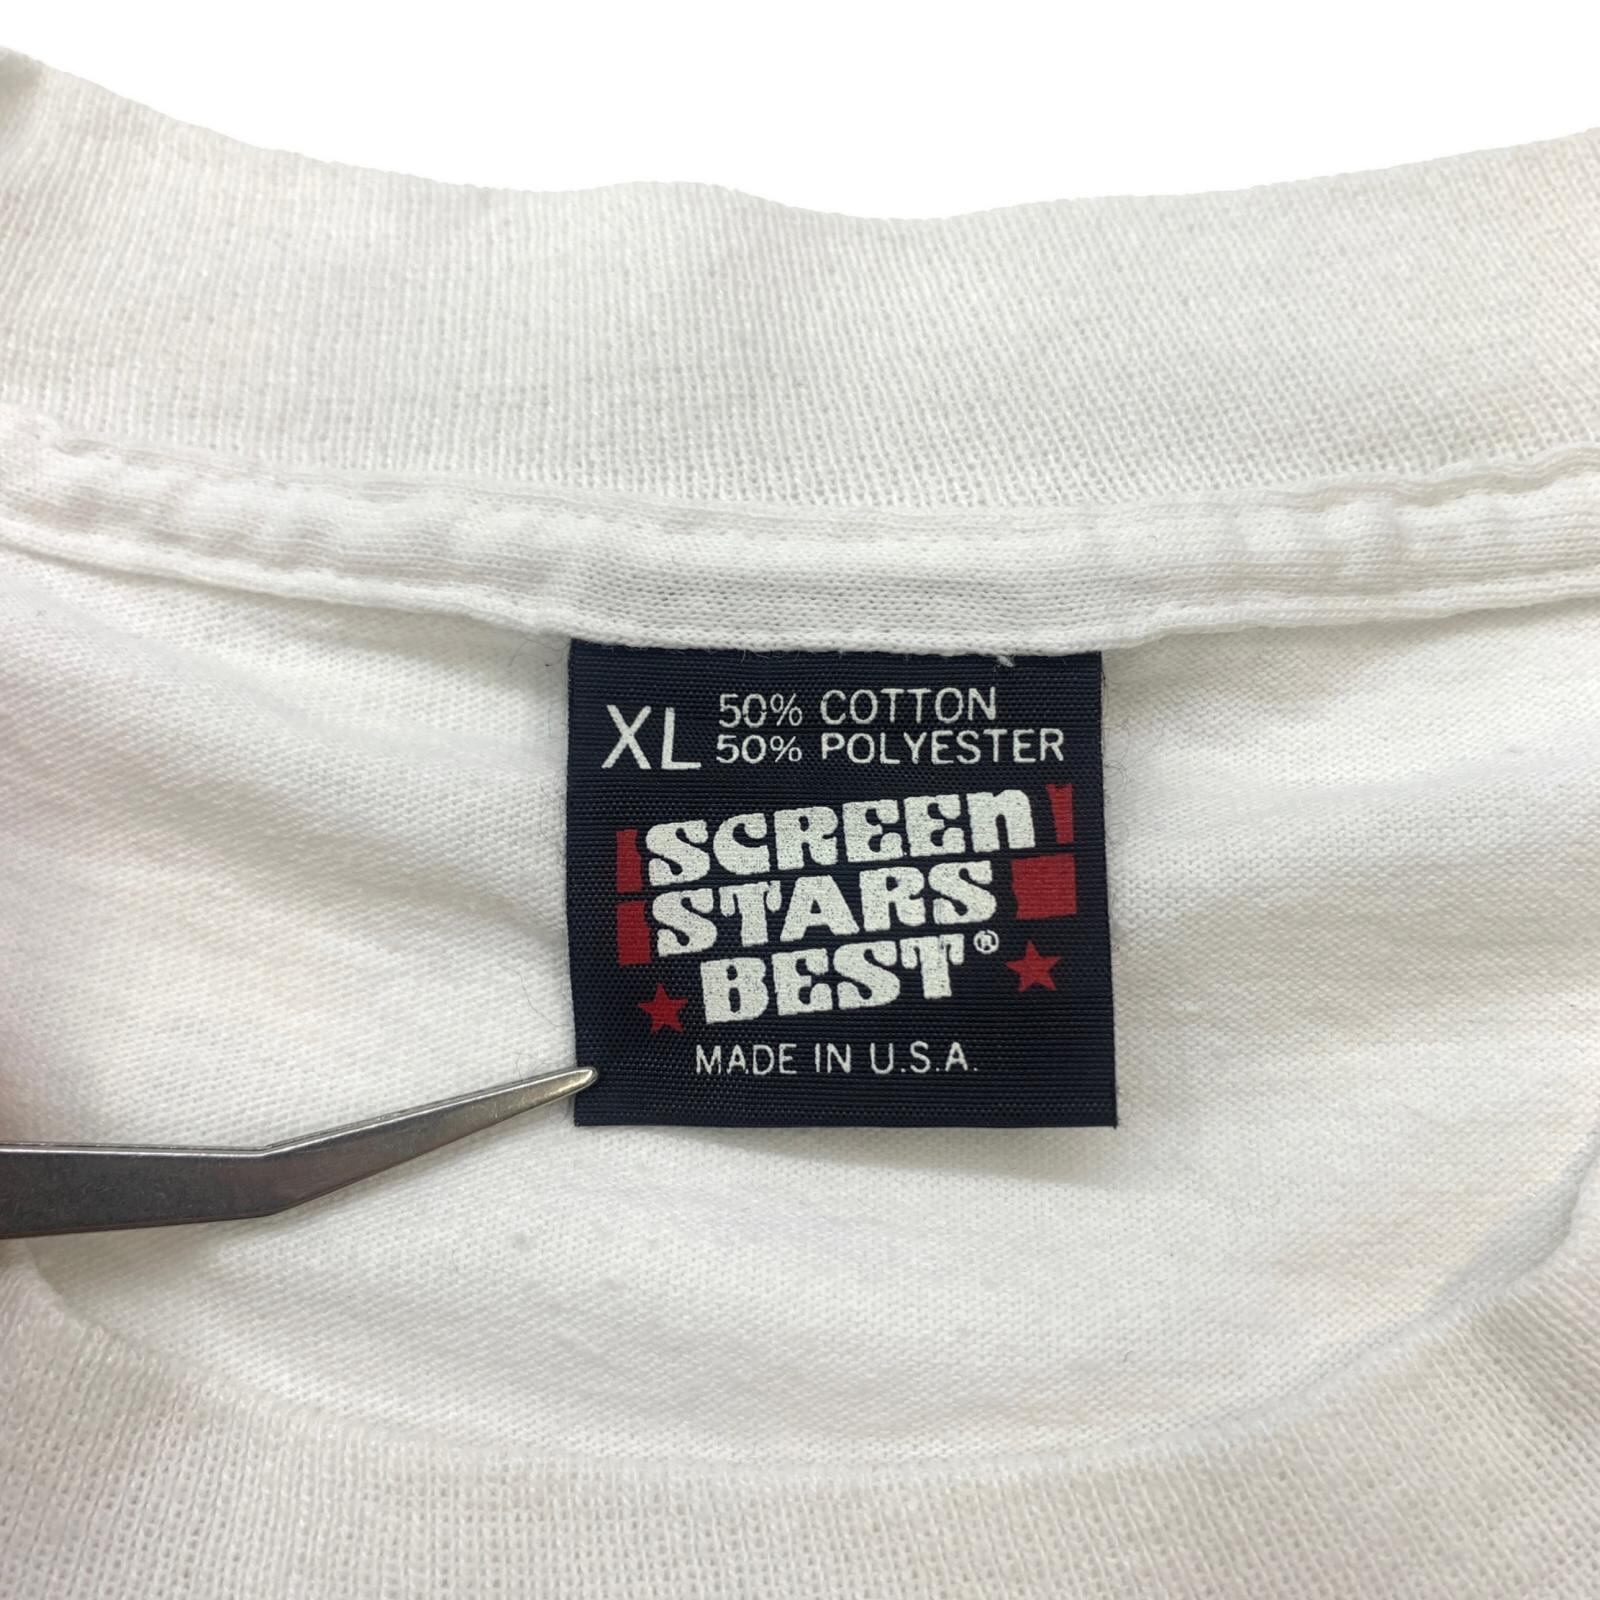 XL 50% COTTON
50% POLYESTER
SCREEn
STARS
BEST®
MADE IN U.S.A.